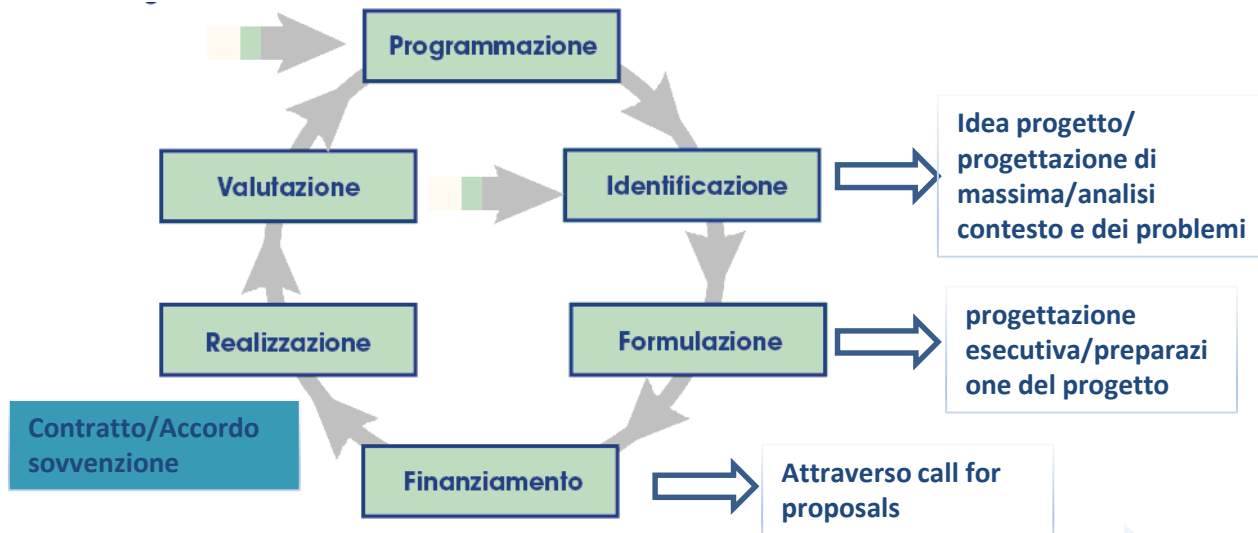 Programmazione
Idea progetto/
progettazione di
massima/analisi
contesto e dei problemi
Valutazione
Identificazione
Realizzazione
Formulazione
progettazione
esecutiva/preparazi
one del progetto
Contratto/Accordo
sovvenzione
Finanziamento
Attraverso call for
proposals